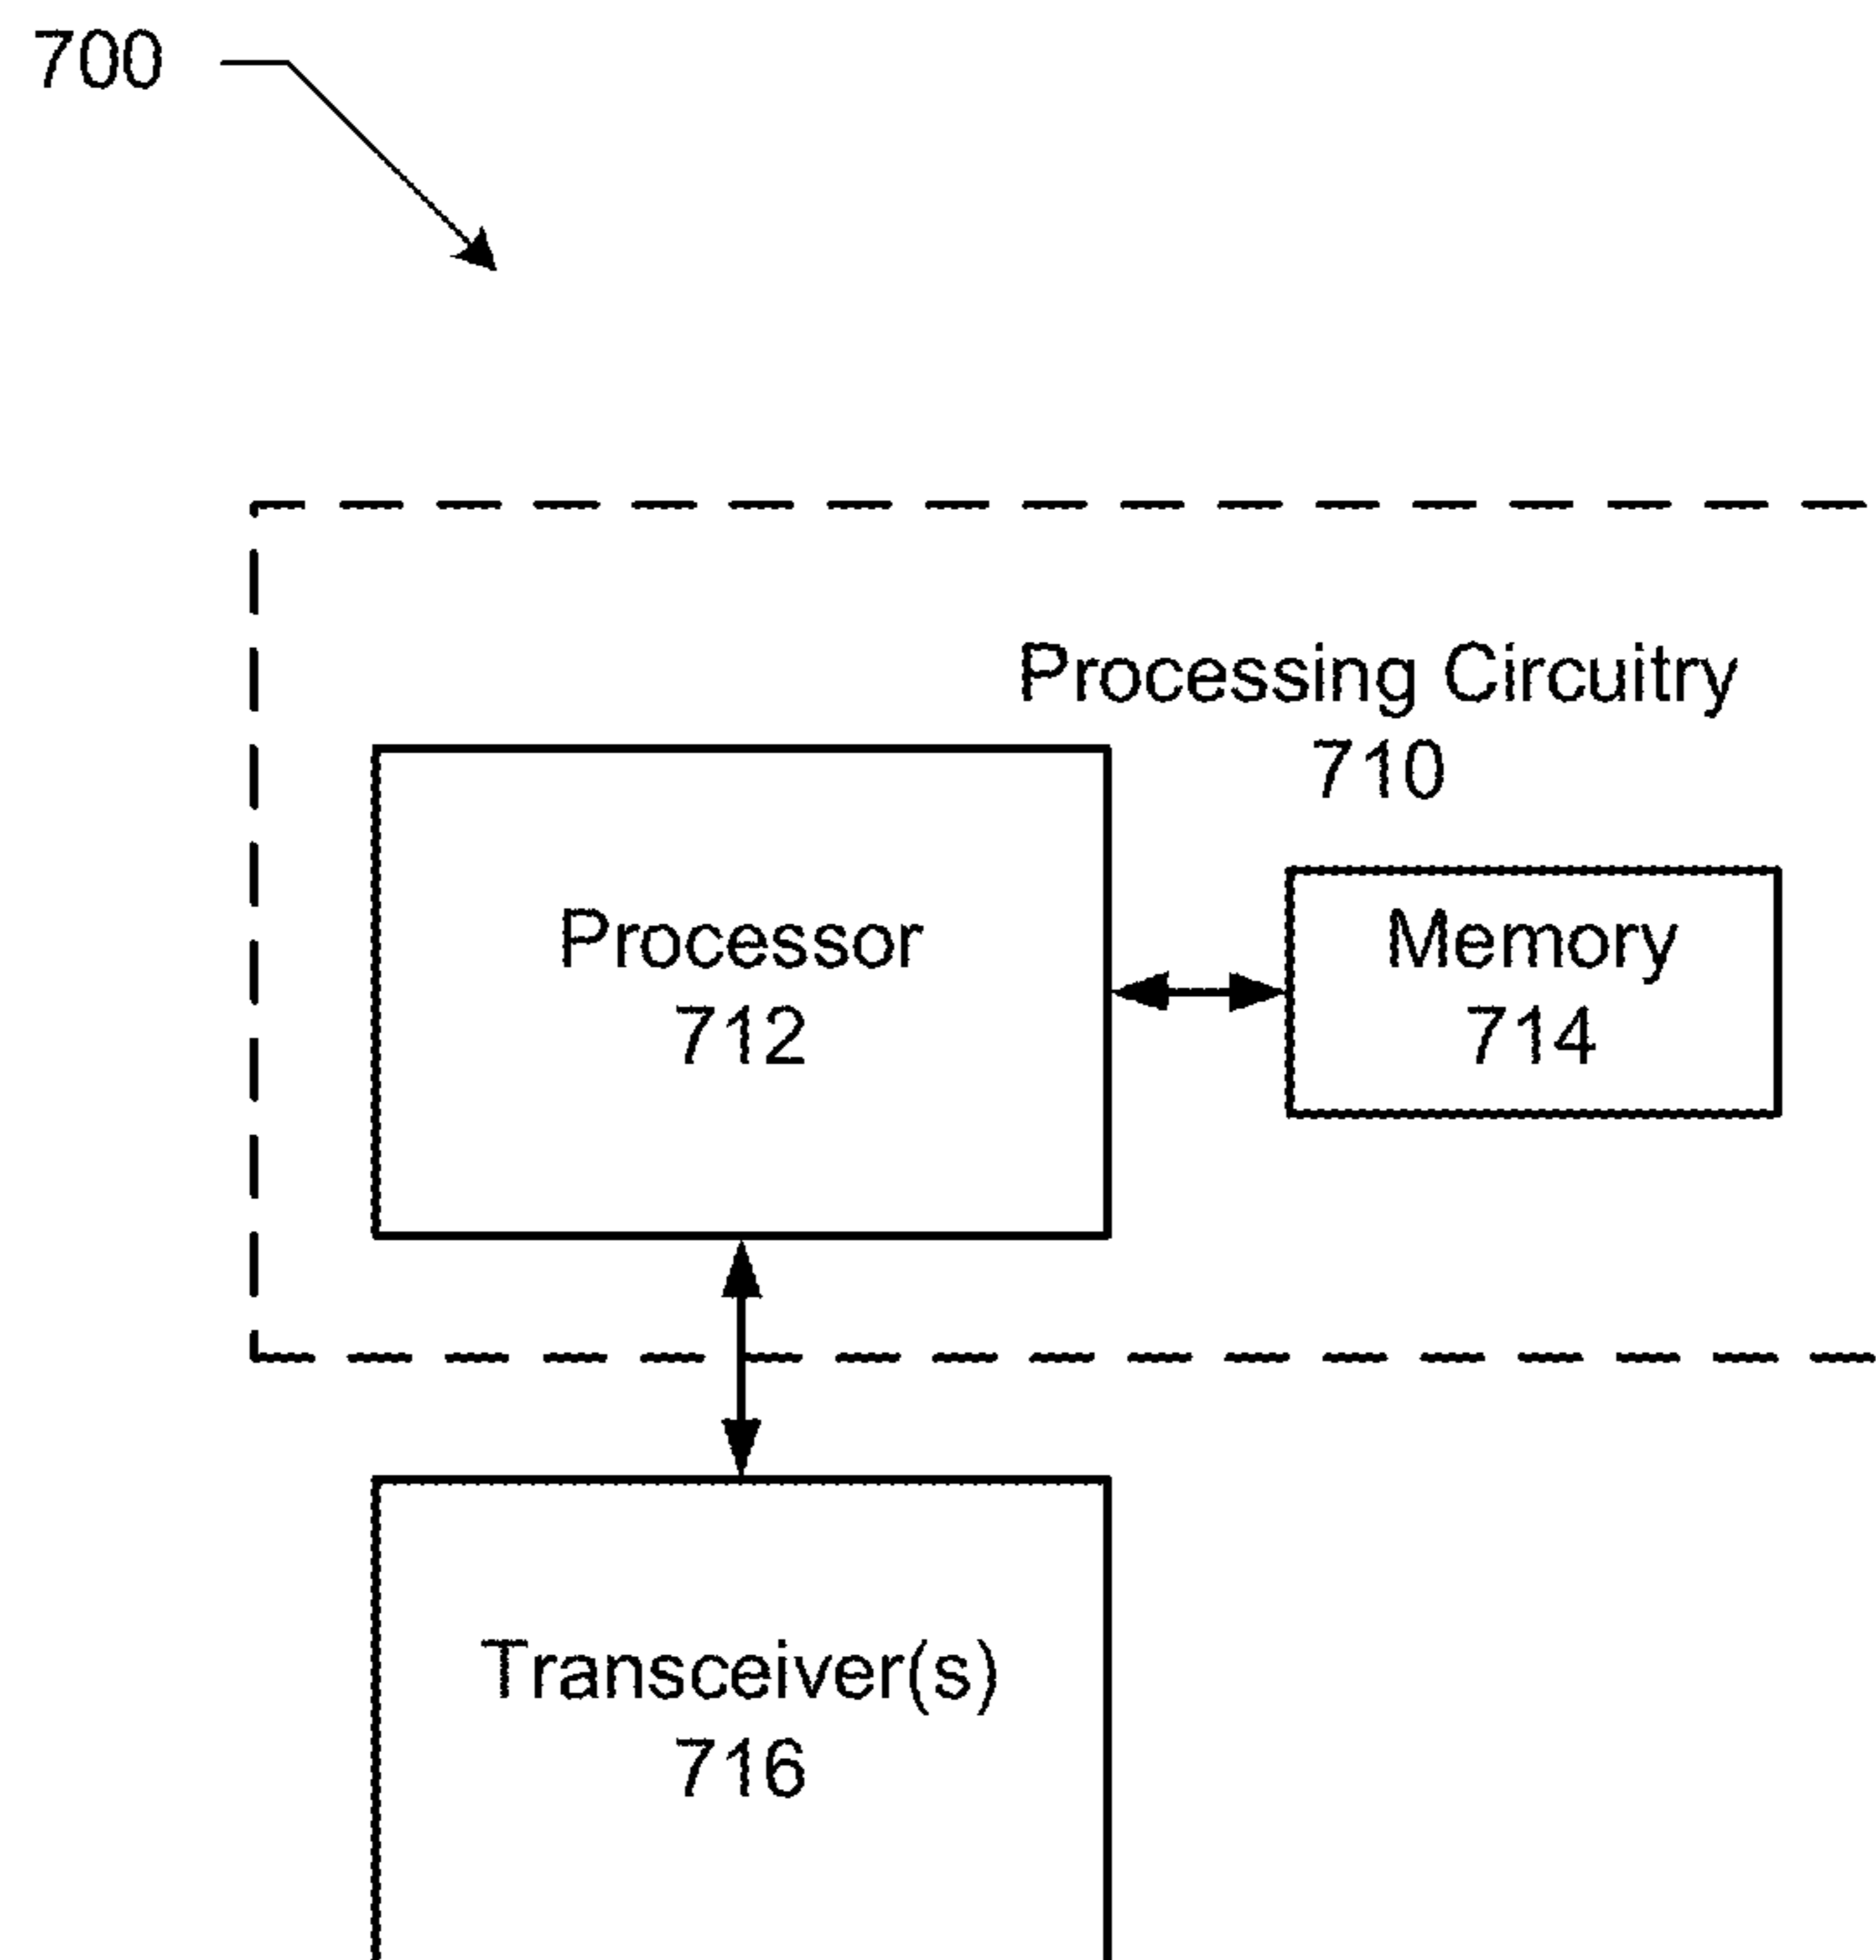 700
Processing Circuitry
710
Processor
712
Memory
714
Transceiver(s)
716